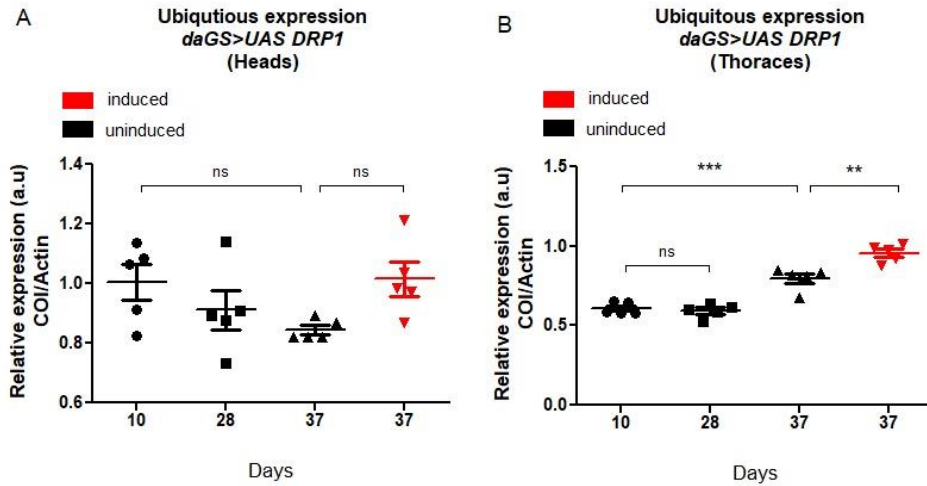 A
Ubiqutious expression
daGS>UAS DRP1
(Heads)
induced
uninduced
Relative expression (a.u)
COI/Actin
1.4
1.2
1.0
0.8
0.6
ns
ns
10 28 37 37
Days
B
Ubiquitous expression
daGS>UAS DRP1
(Thoraces)
induced
uninduced
Relative expression (a.u)
COI/Actin
1.5
1.0
0.5
0.0
***
**
ns
10 28 37 37
Days